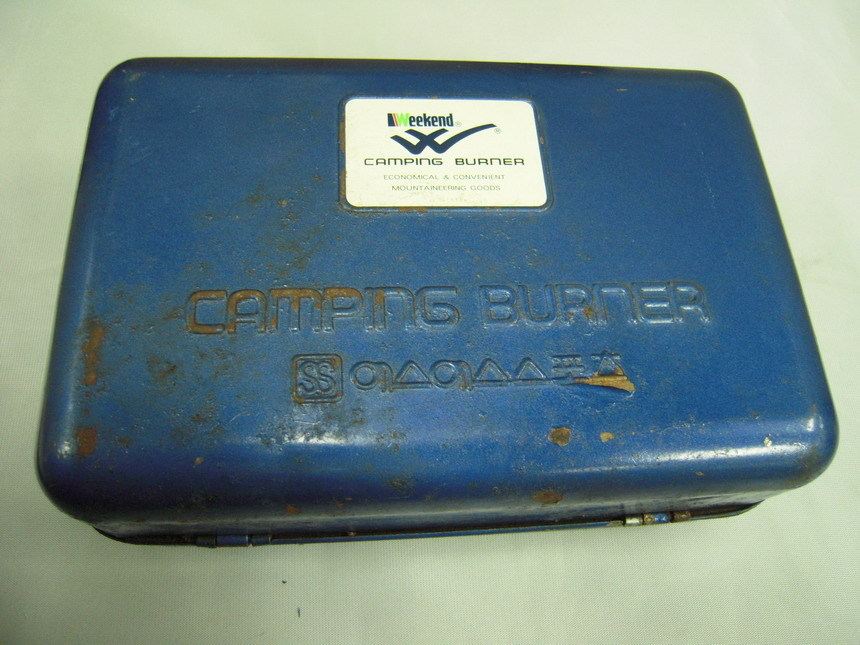 Weekend
CAMPING BURNER
ECONOMICAL & CONVENIENT
MOUNTAINEERING GOODS
CAMPING BURNER
SS